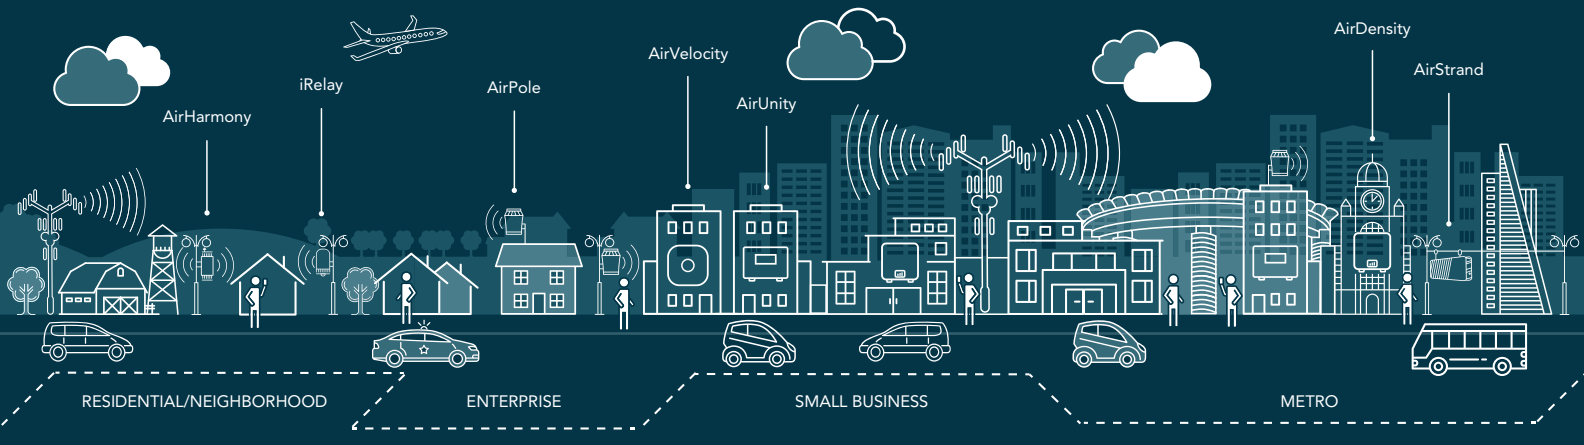 AirHarmony
iRelay
AirPole
AirVelocity
AirUnity
AirDensity
AirStrand
RESIDENTIAL/NEIGHBORHOOD
ENTERPRISE
SMALL BUSINESS
METRO